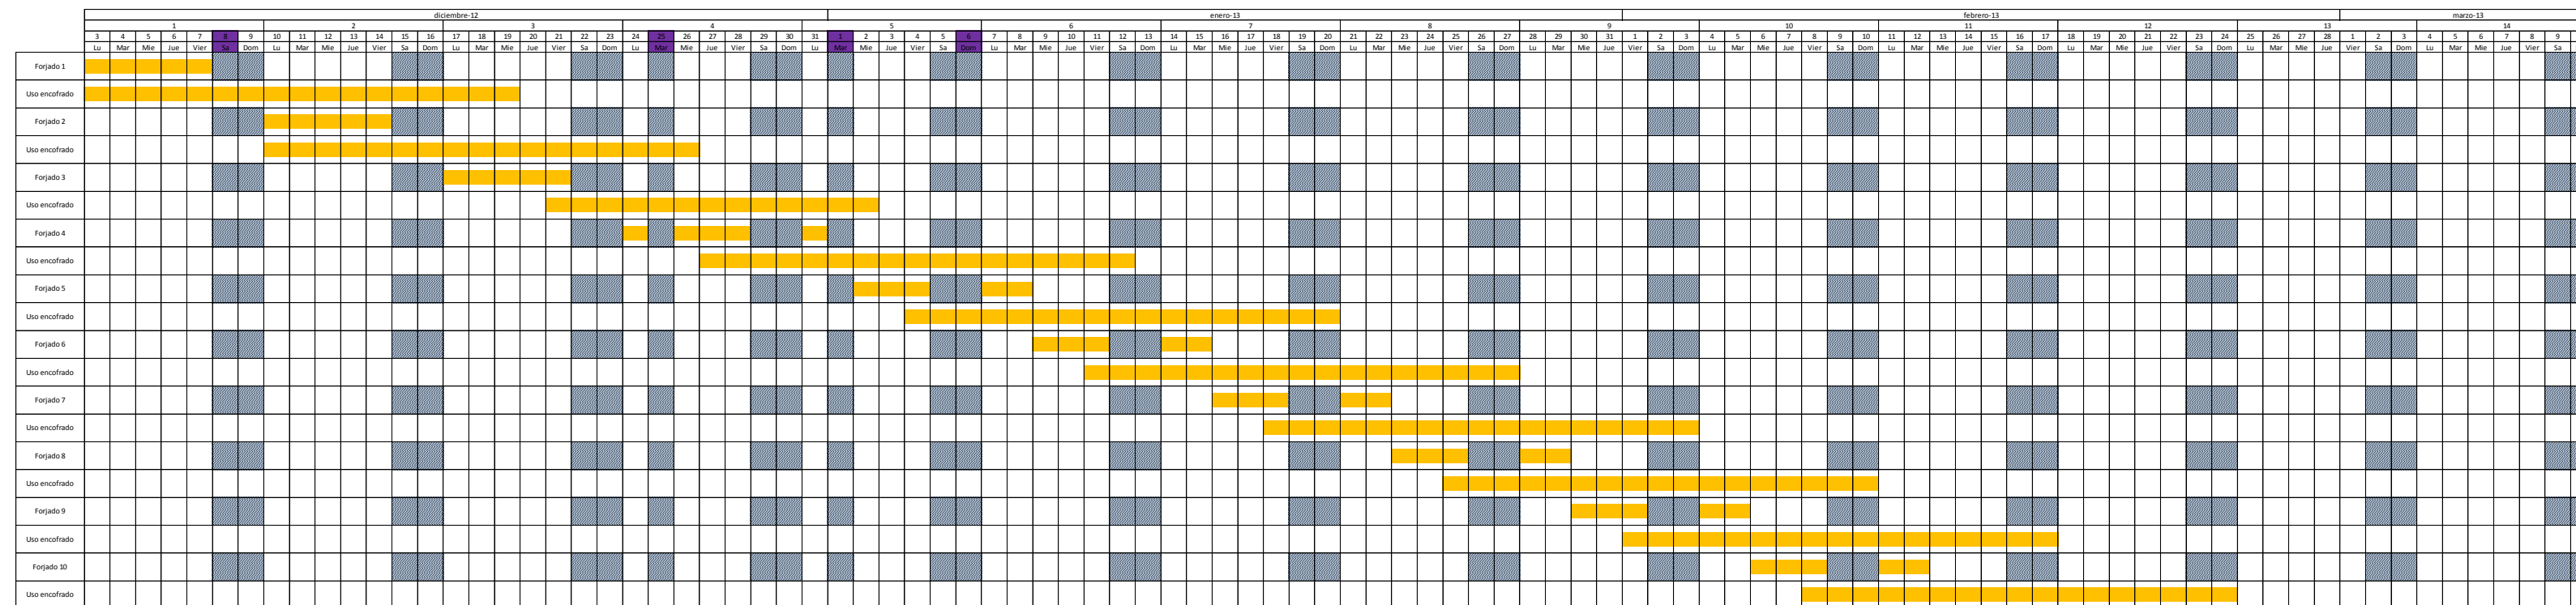 diciembre-12 enero-13 febrero-13 marzo-13
1 2 3 4 5 6 7 8 9 10 11 12 13 14
3 4 5 6 7 8 9 10 11 12 13 14 15 16 17 18 19 20 21 22 23 24 25 26 27 28 29 30 31 1 2 3 4 5 6 7 8 9 10 11 12 13 14 15 16 17 18 19 20 21 22 23 24 25 26 27 28 29 30 31 1 2 3 4 5 6 7 8 9 10 11 12 13 14 15 16 17 18 19 20 21 22 23 24 25 26 27 28 1 2 3 4 5 6 7 8 9
Lu Mar Mie Jue Vier Sa Dom Lu Mar Mie Jue Vier Sa Dom Lu Mar Mie Jue Vier Sa Dom Lu Mar Mie Jue Vier Sa Dom Lu Mar Mie Jue Vier Sa Dom Lu Mar Mie Jue Vier Sa Dom Lu Mar Mie Jue Vier Sa Dom Lu Mar Mie Jue Vier Sa Dom Lu Mar Mie Jue Vier Sa Dom Lu Mar Mie Jue Vier Sa Dom Lu Mar Mie Jue Vier Sa Dom Lu Mar Mie Jue Vier Sa Dom Lu Mar Mie Jue Vier Sa Dom Lu Mar Mie Jue Vier Sa
Forjado 1
Uso encofrado
Forjado 2
Uso encofrado
Forjado 3
Uso encofrado
Forjado 4
Uso encofrado
Forjado 5
Uso encofrado
Forjado 6
Uso encofrado
Forjado 7
Uso encofrado
Forjado 8
Uso encofrado
Forjado 9
Uso encofrado
Forjado 10
Uso encofrado